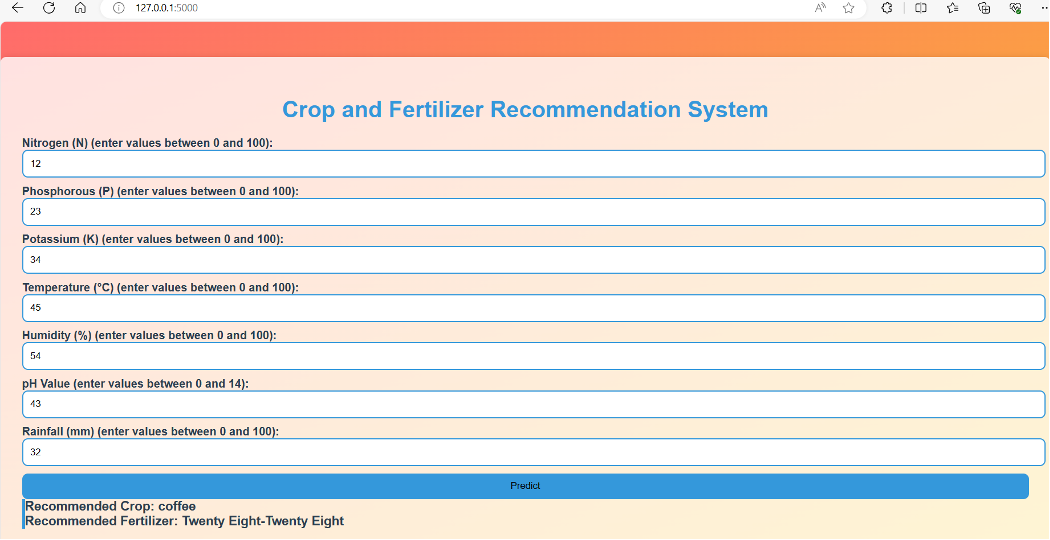 127.0.0.1:5000
Crop and Fertilizer Recommendation System
Nitrogen (N) (enter values between 0 and 100):
12
Phosphorous (P) (enter values between 0 and 100):
23
Potassium (K) (enter values between 0 and 100):
34
Temperature (°C) (enter values between 0 and 100):
45
Humidity (%) (enter values between 0 and 100):
54
pH Value (enter values between 0 and 14):
43
Rainfall (mm) (enter values between 0 and 100):
32
Predict
Recommended Crop: coffee
Recommended Fertilizer: Twenty Eight-Twenty Eight